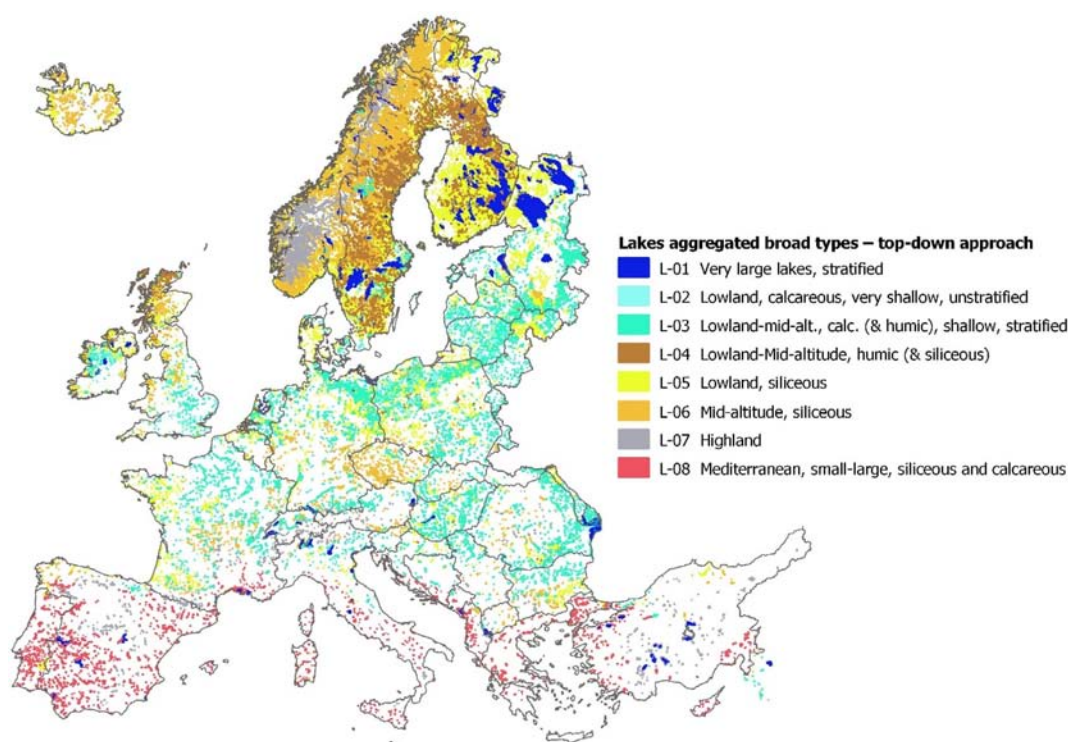 Lakes aggregated broad types – top-down approach
L-01 Very large lakes, stratified
L-02 Lowland, calcareous, very shallow, unstratified
L-03 Lowland-mid-alt., calc. (& humic), shallow, stratified
L-04 Lowland-Mid-altitude, humic (& siliceous)
L-05 Lowland, siliceous
L-06 Mid-altitude, siliceous
L-07 Highland
L-08 Mediterranean, small-large, siliceous and calcareous